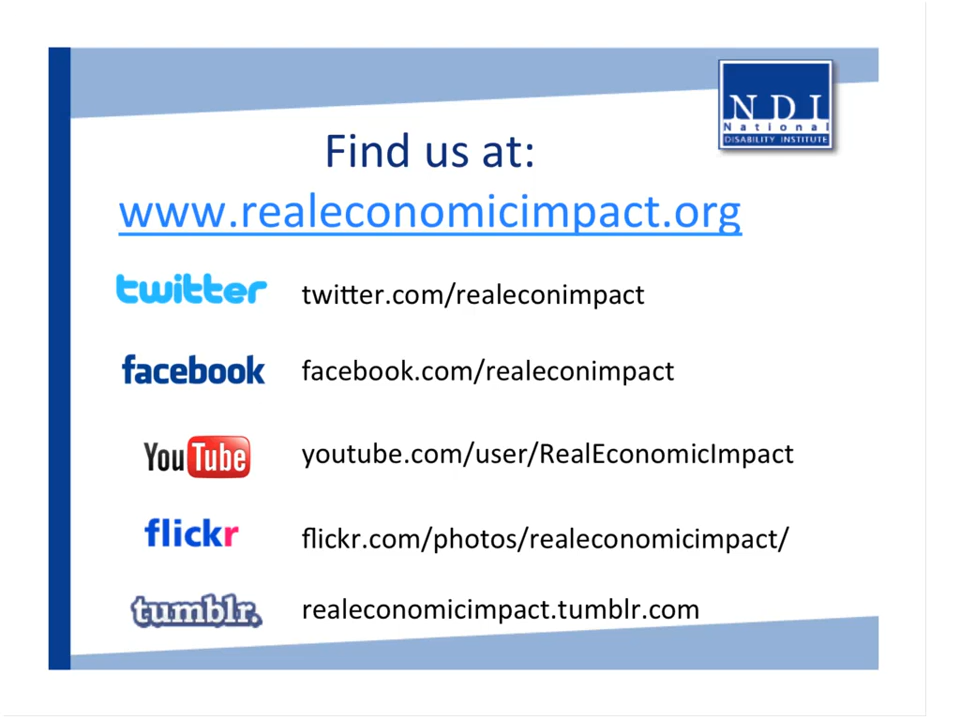 NDI
National
DISABILITY INSTITUTE
Find us at:
www.realeconomicimpact.org
twitter twitter.com/realeconimpact
facebook facebook.com/realeconimpact
YouTube youtube.com/user/RealEconomicImpact
flickr flickr.com/photos/realeconomicimpact/
tumblr. realeconomicimpact.tumblr.com